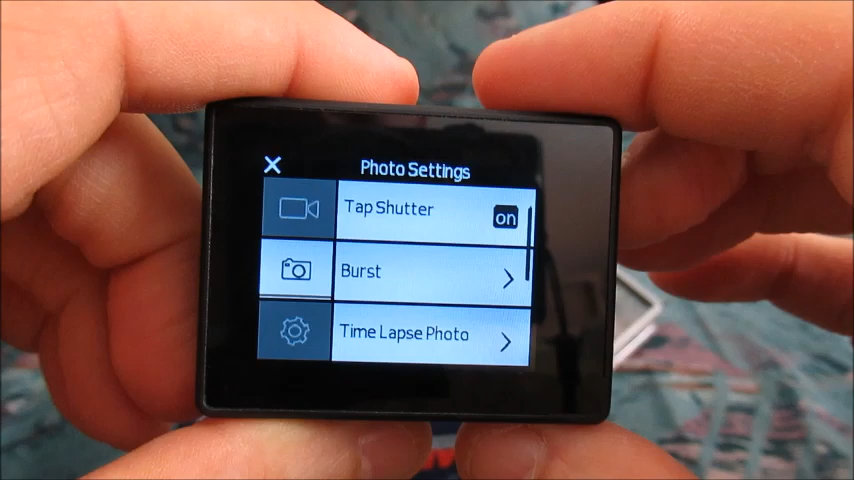 Photo Settings
Tap Shutter
on
Burst
Time Lapse Photo